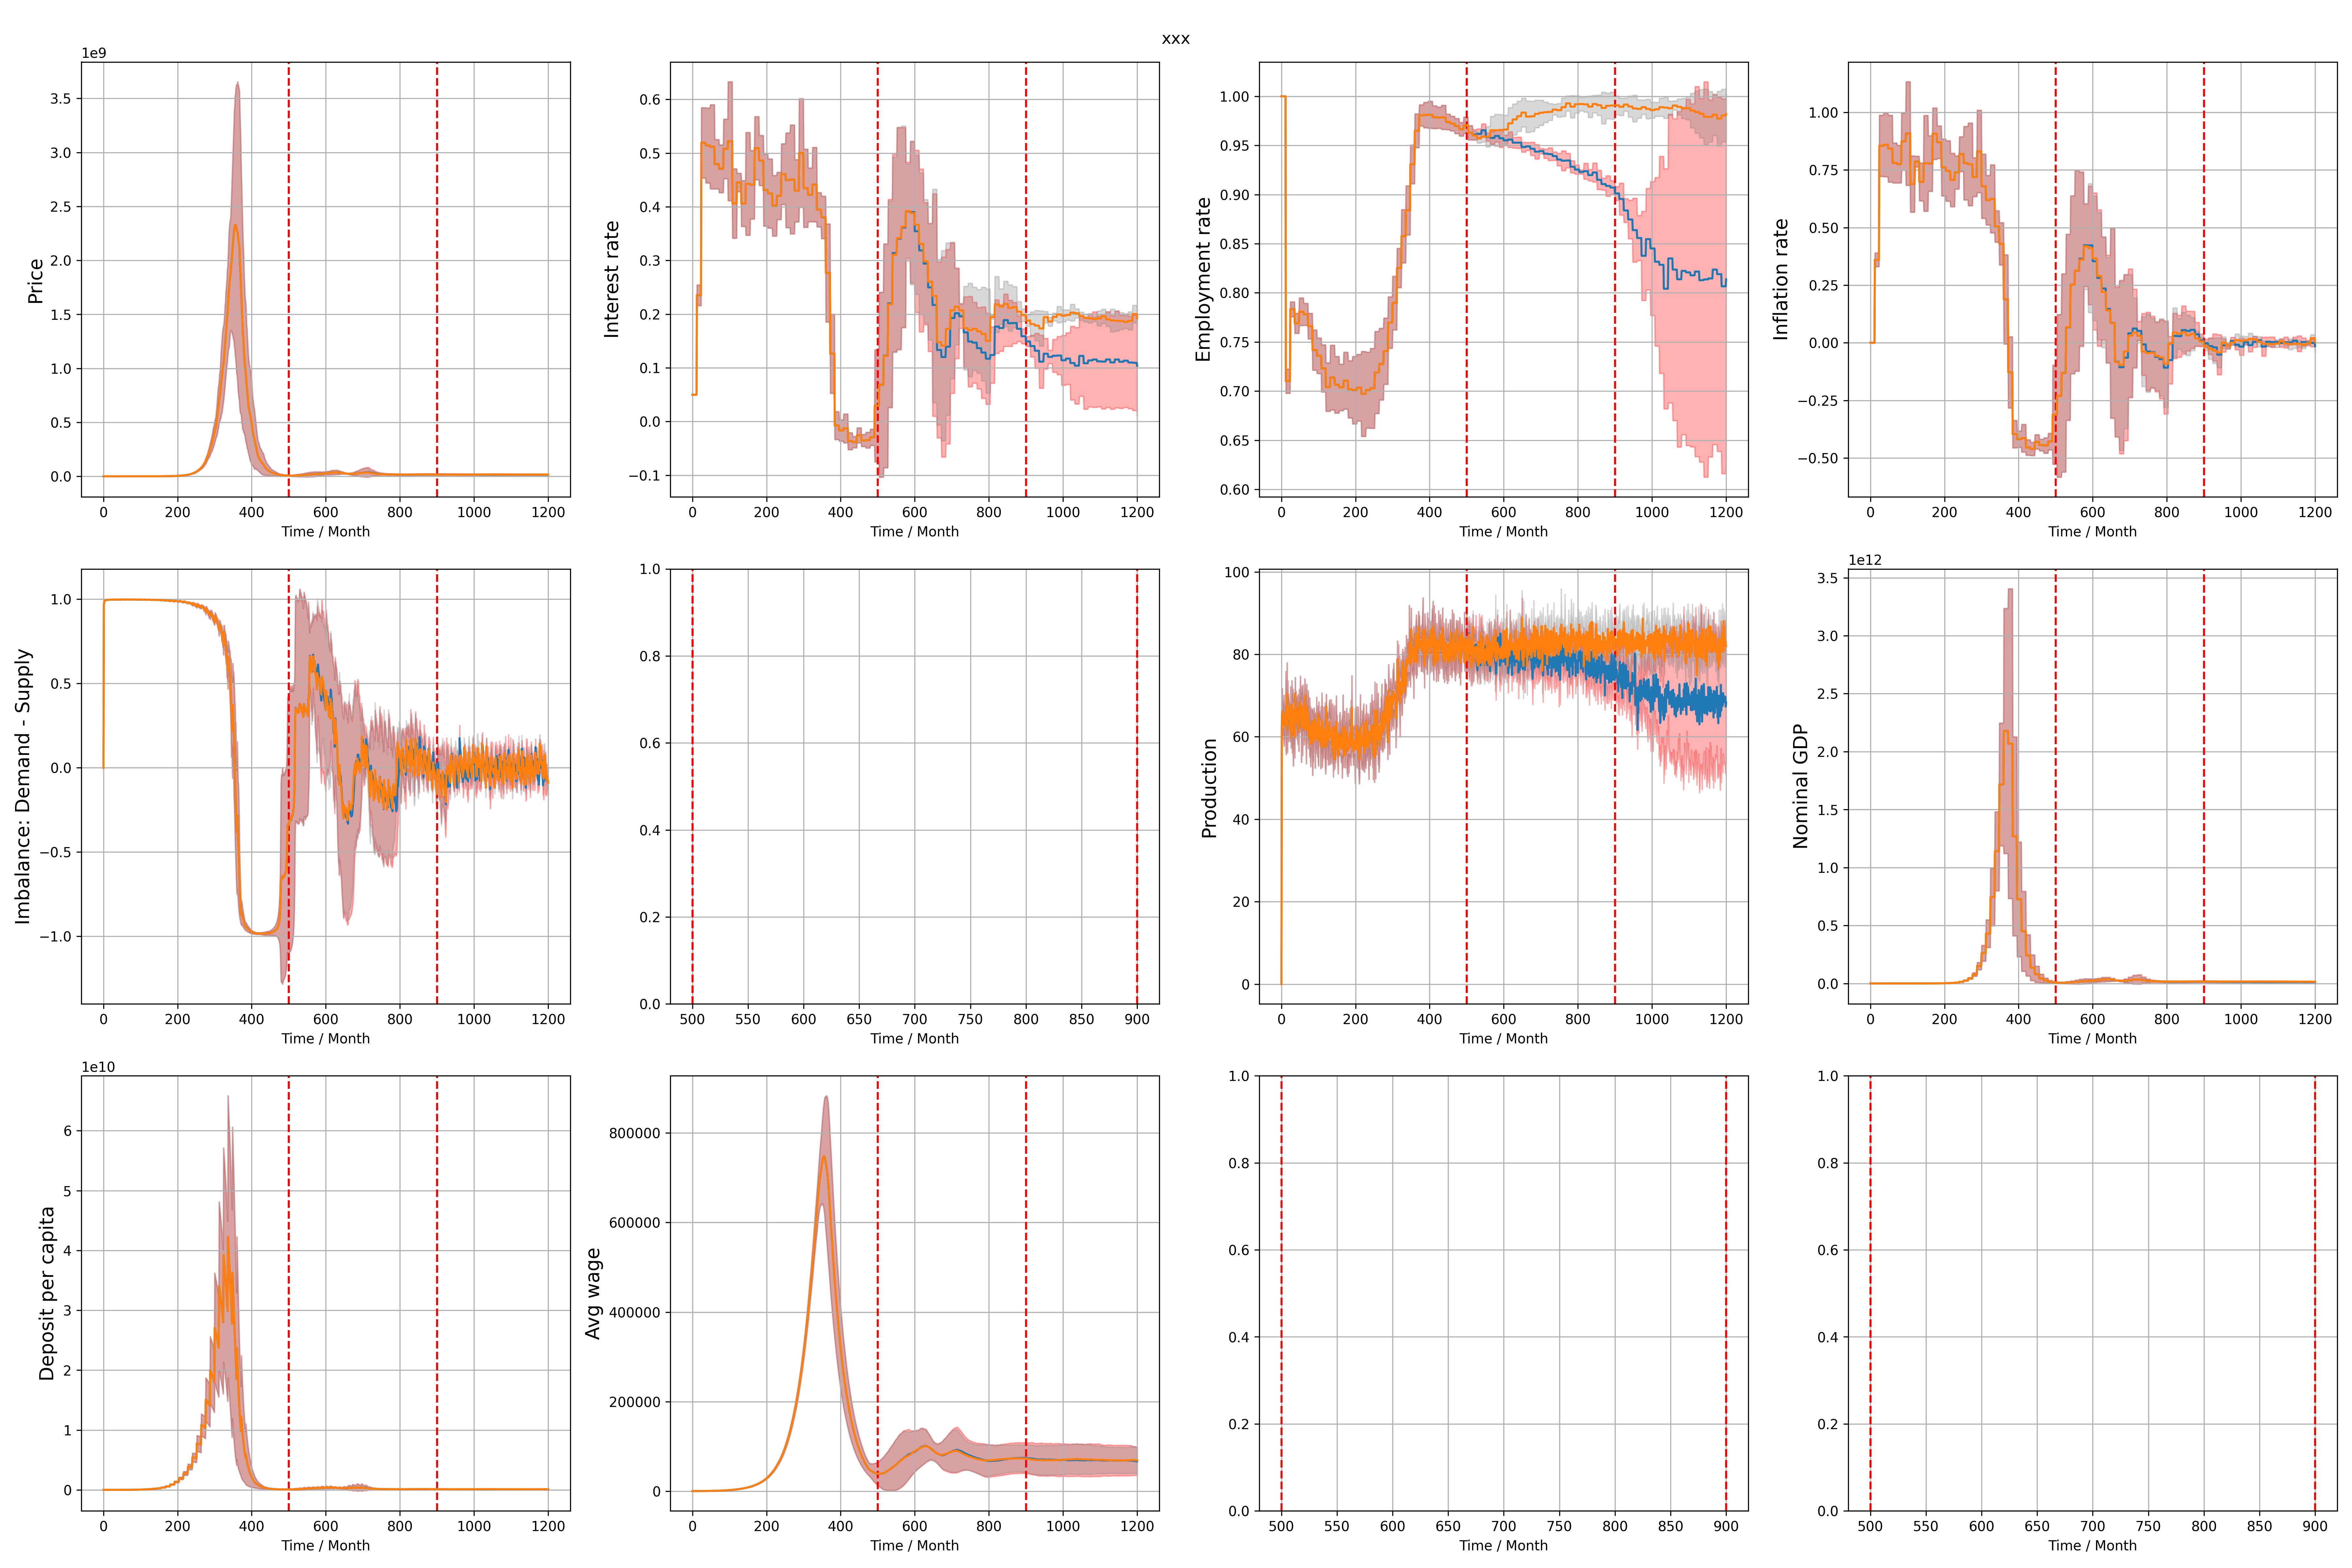 xxx
1e9
3.5
3.0
2.5
2.0
1.5
1.0
0.5
0.0
Price
0 200 400 600 800 1000 1200
Time / Month
0.6
0.5
0.4
0.3
0.2
0.1
0.0
−0.1
Interest rate
0 200 400 600 800 1000 1200
Time / Month
1.00
0.95
0.90
0.85
0.80
0.75
0.70
0.65
0.60
Employment rate
0 200 400 600 800 1000 1200
Time / Month
1.00
0.75
0.50
0.25
0.00
−0.25
−0.50
Inflation rate
0 200 400 600 800 1000 1200
Time / Month
1.0
0.5
0.0
−0.5
−1.0
Imbalance: Demand - Supply
0 200 400 600 800 1000 1200
Time / Month
1.0
0.8
0.6
0.4
0.2
0.0
500 550 600 650 700 750 800 850 900
Time / Month
100
80
60
40
20
0
Production
0 200 400 600 800 1000 1200
Time / Month
1e12
3.5
3.0
2.5
2.0
1.5
1.0
0.5
0.0
Nominal GDP
0 200 400 600 800 1000 1200
Time / Month
1e10
6
5
4
3
2
1
0
Deposit per capita
0 200 400 600 800 1000 1200
Time / Month
800000
600000
400000
200000
0
Avg wage
0 200 400 600 800 1000 1200
Time / Month
1.0
0.8
0.6
0.4
0.2
0.0
500 550 600 650 700 750 800 850 900
Time / Month
1.0
0.8
0.6
0.4
0.2
0.0
500 550 600 650 700 750 800 850 900
Time / Month